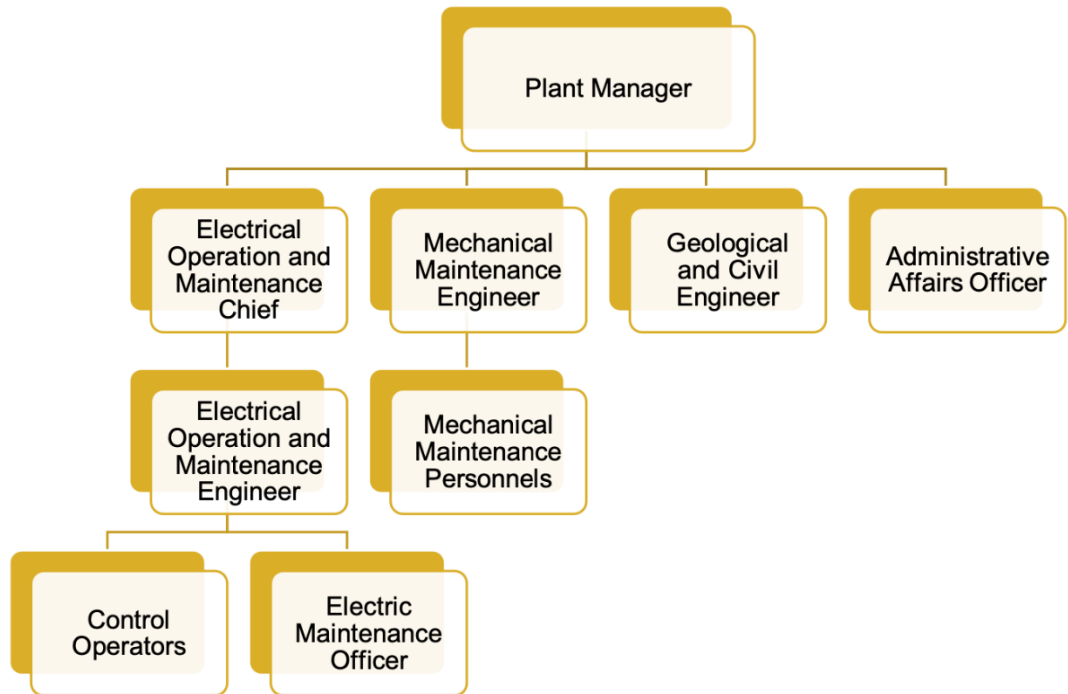 Plant Manager
Electrical
Operation and
Maintenance
Chief
Mechanical
Maintenance
Engineer
Geological
and Civil
Engineer
Administrative
Affairs Officer
Electrical
Operation and
Maintenance
Engineer
Mechanical
Maintenance
Personnels
Control
Operators
Electric
Maintenance
Officer